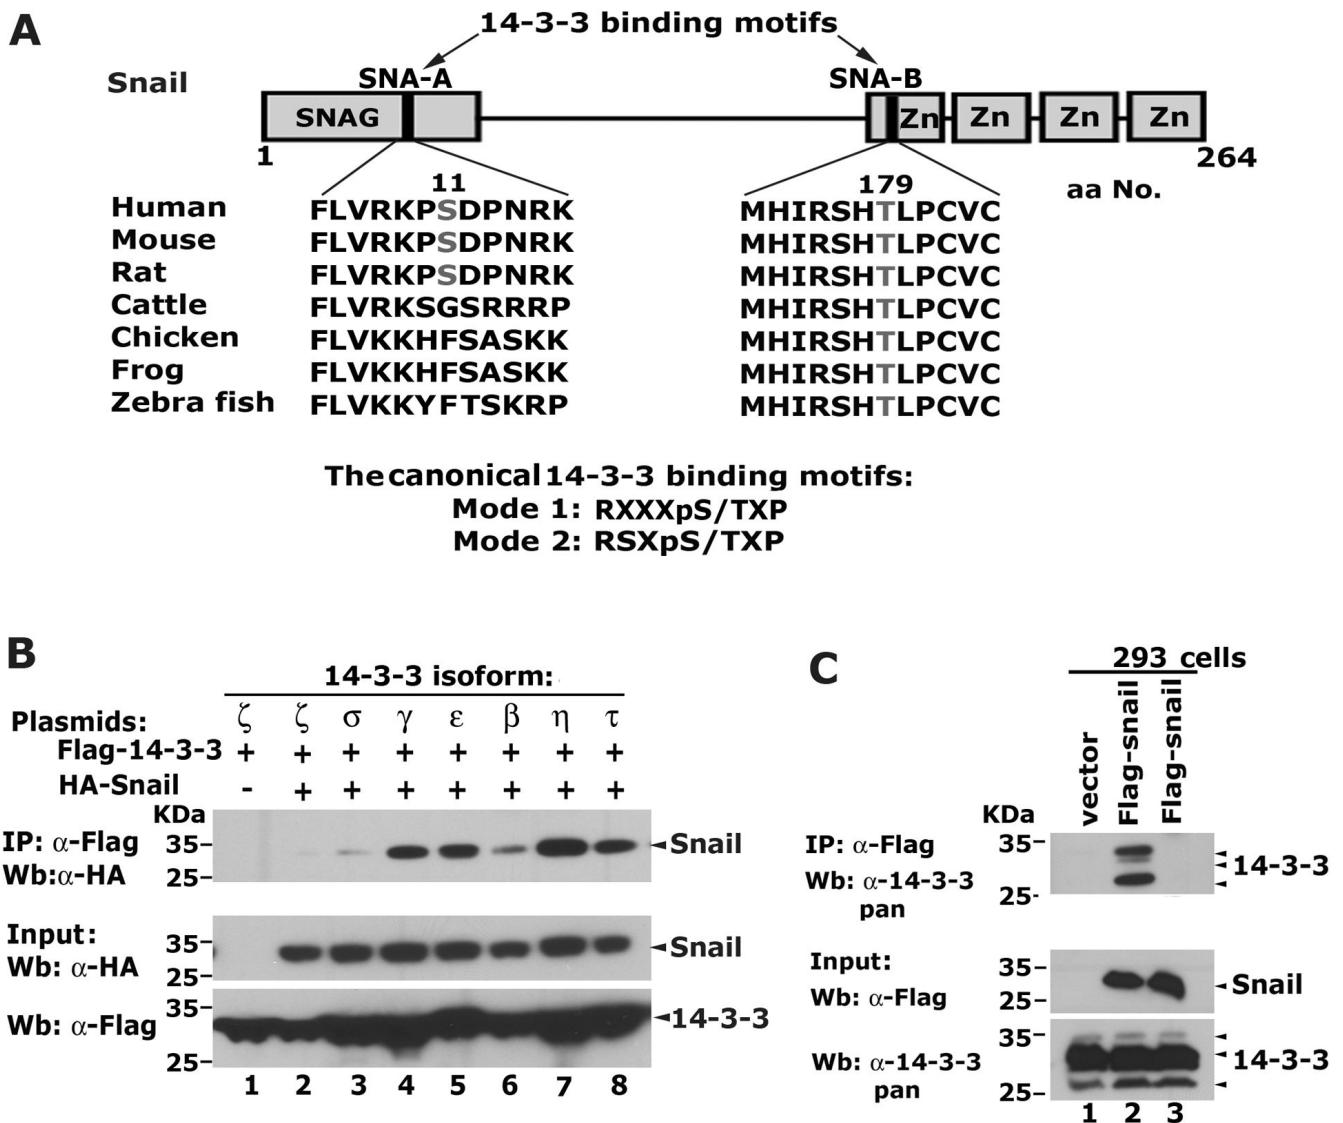 A
14-3-3 binding motifs
Snail
SNA-A
SNA-B
SNAG
Zn
Zn
Zn
Zn
1
264
11
179
aa No.
Human FLVRKPSDPNRK MHIRSHTLPCVC
Mouse FLVRKPSDPNRK MHIRSHTLPCVC
Rat FLVRKPSDPNRK MHIRSHTLPCVC
Cattle FLVRKSGSRRRP MHIRSHTLPCVC
Chicken FLVKKHFSASKK MHIRSHTLPCVC
Frog FLVKKHFSASKK MHIRSHTLPCVC
Zebra fish FLVKKYFTSKRP MHIRSHTLPCVC
The canonical 14-3-3 binding motifs:
Mode 1: RXXXpS/TXP
Mode 2: RSXpS/TXP
B
14-3-3 isoform:
Plasmids: ζ ζ σ γ ε β η τ
Flag-14-3-3 + + + + + + + +
HA-Snail - + + + + + + +
KDa
IP: α-Flag
Wb:α-HA
35
25
Snail
Input:
Wb: α-HA
35
25
Snail
Wb: α-Flag
35
25
14-3-3
1 2 3 4 5 6 7 8
C
293 cells
vector
Flag-snail
Flag-snail
KDa
IP: α-Flag
Wb: α-14-3-3
pan
35
25
14-3-3
Input:
Wb: α-Flag
35
25
Snail
Wb: α-14-3-3
pan
35
25
14-3-3
1 2 3